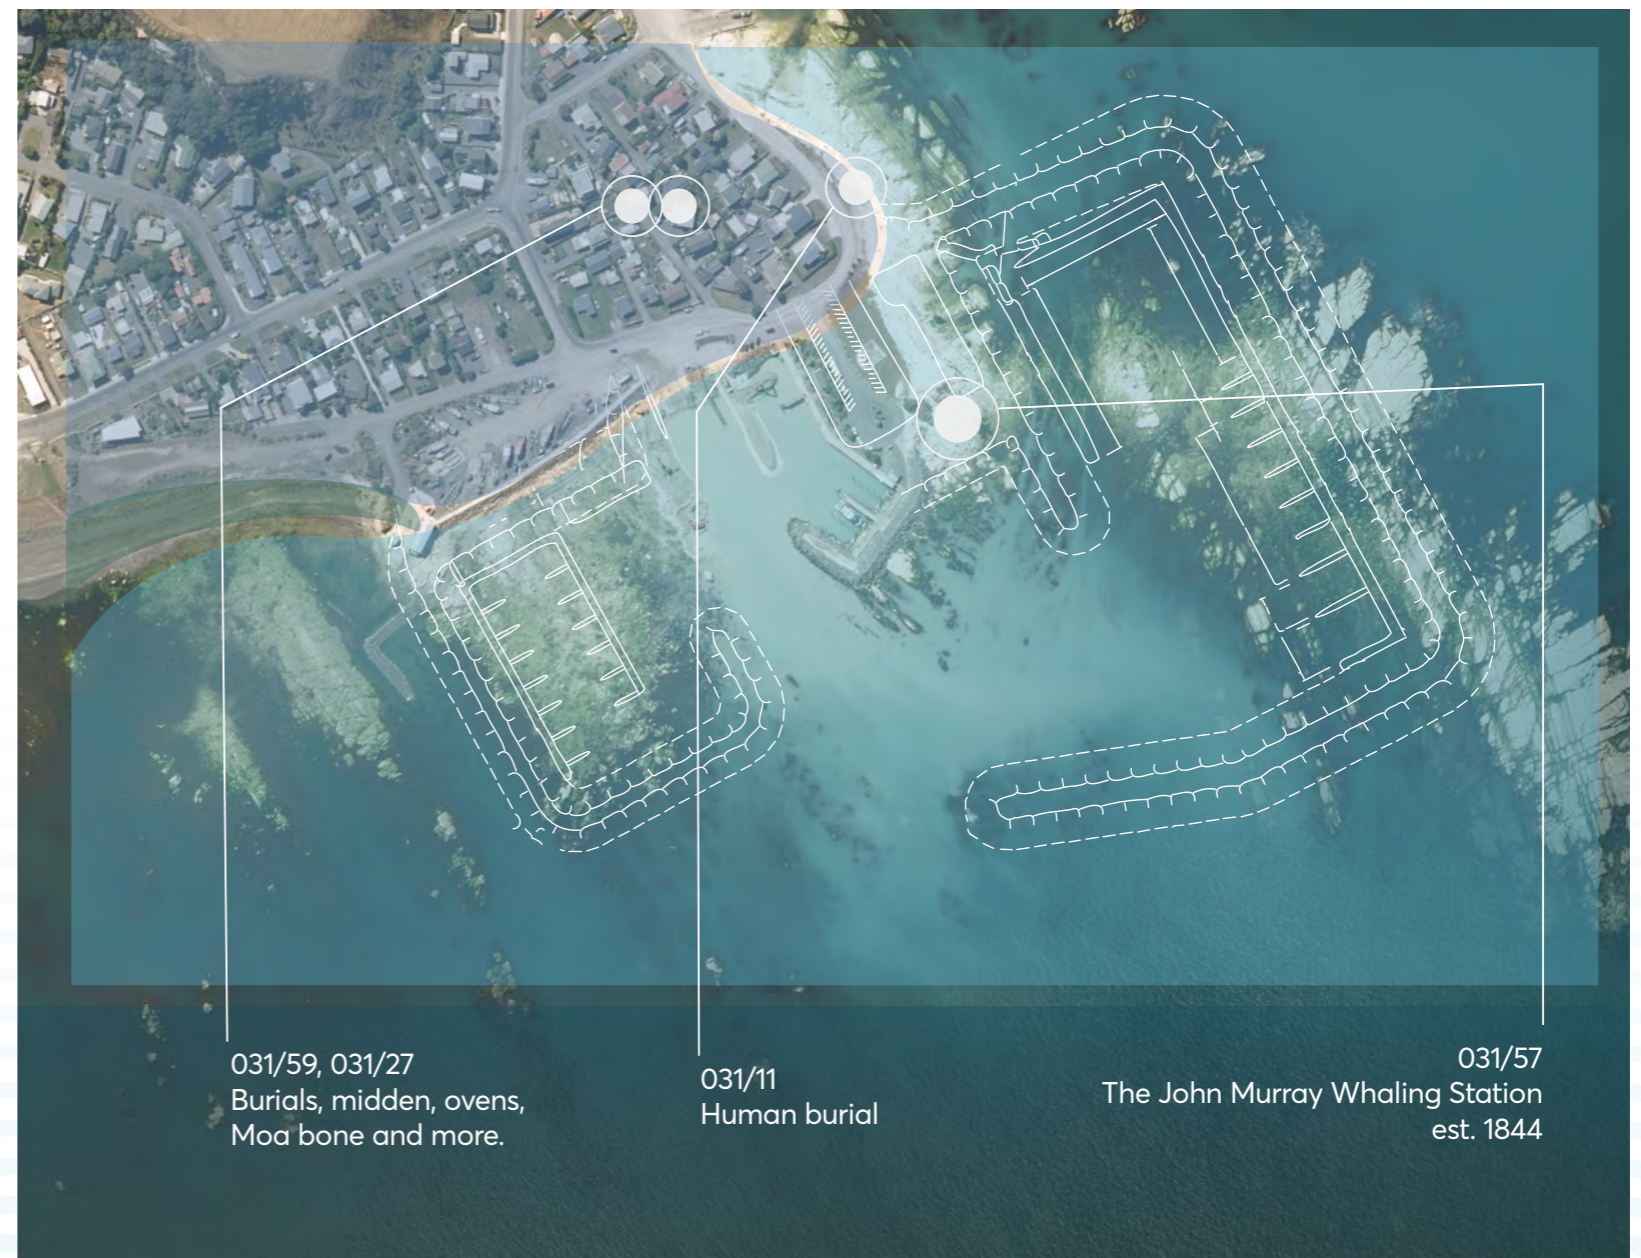 031/59, 031/27
Burials, midden, ovens,
Moa bone and more.
031/11
Human burial
031/57
The John Murray Whaling Station
est. 1844